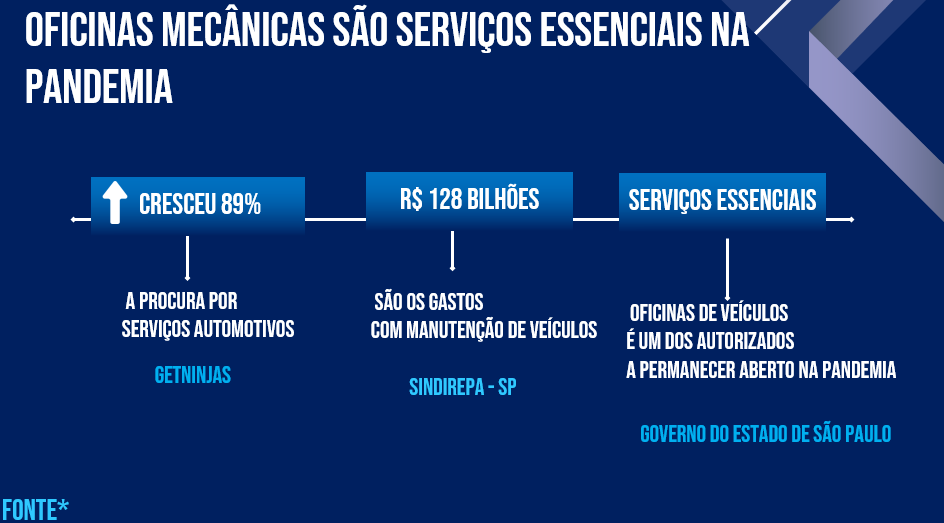 OFICINAS MECÂNICAS SÃO SERVIÇOS ESSENCIAIS NA
PANDEMIA
CRESCEU 89%
A PROCURA POR
SERVIÇOS AUTOMOTIVOS
GETNINJAS
R$ 128 BILHÕES
SÃO OS GASTOS
COM MANUTENÇÃO DE VEÍCULOS
SINDIREPA - SP
SERVIÇOS ESSENCIAIS
OFICINAS DE VEÍCULOS
É UM DOS AUTORIZADOS
A PERMANECER ABERTO NA PANDEMIA
GOVERNO DO ESTADO DE SÃO PAULO
FONTE*